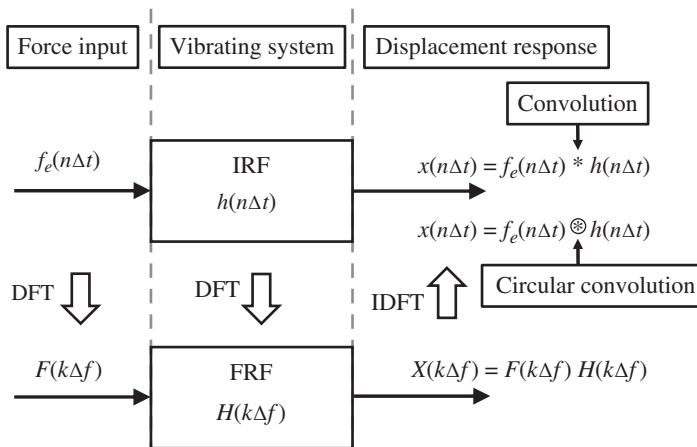 Force input
Vibrating system
Displacement response
Convolution
fₑ(nΔt)
IRF
h(nΔt)
x(nΔt) = fₑ(nΔt) * h(nΔt)
x(nΔt) = fₑ(nΔt) ⊛ h(nΔt)
DFT
DFT
IDFT
Circular convolution
F(kΔf)
FRF
H(kΔf)
X(kΔf) = F(kΔf) H(kΔf)